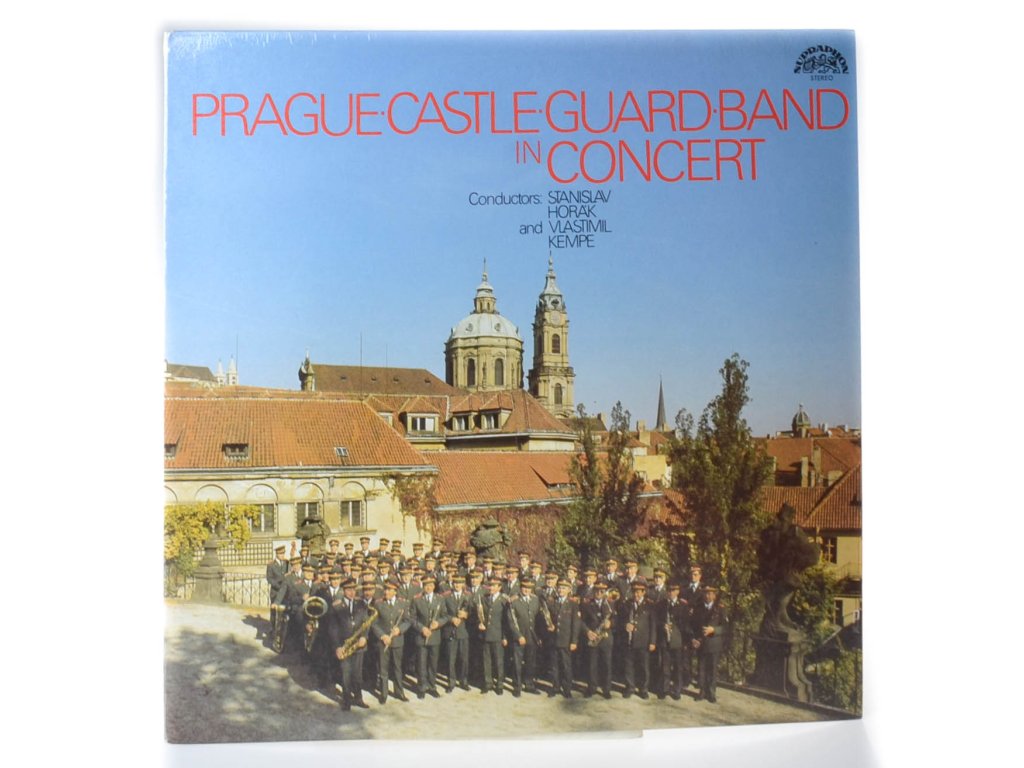 SUPRAPHON
STEREO
PRAGUE·CASTLE·GUARD·BAND
IN CONCERT
Conductors: STANISLAV
HORÁK
and VLASTIMIL
KEMPE